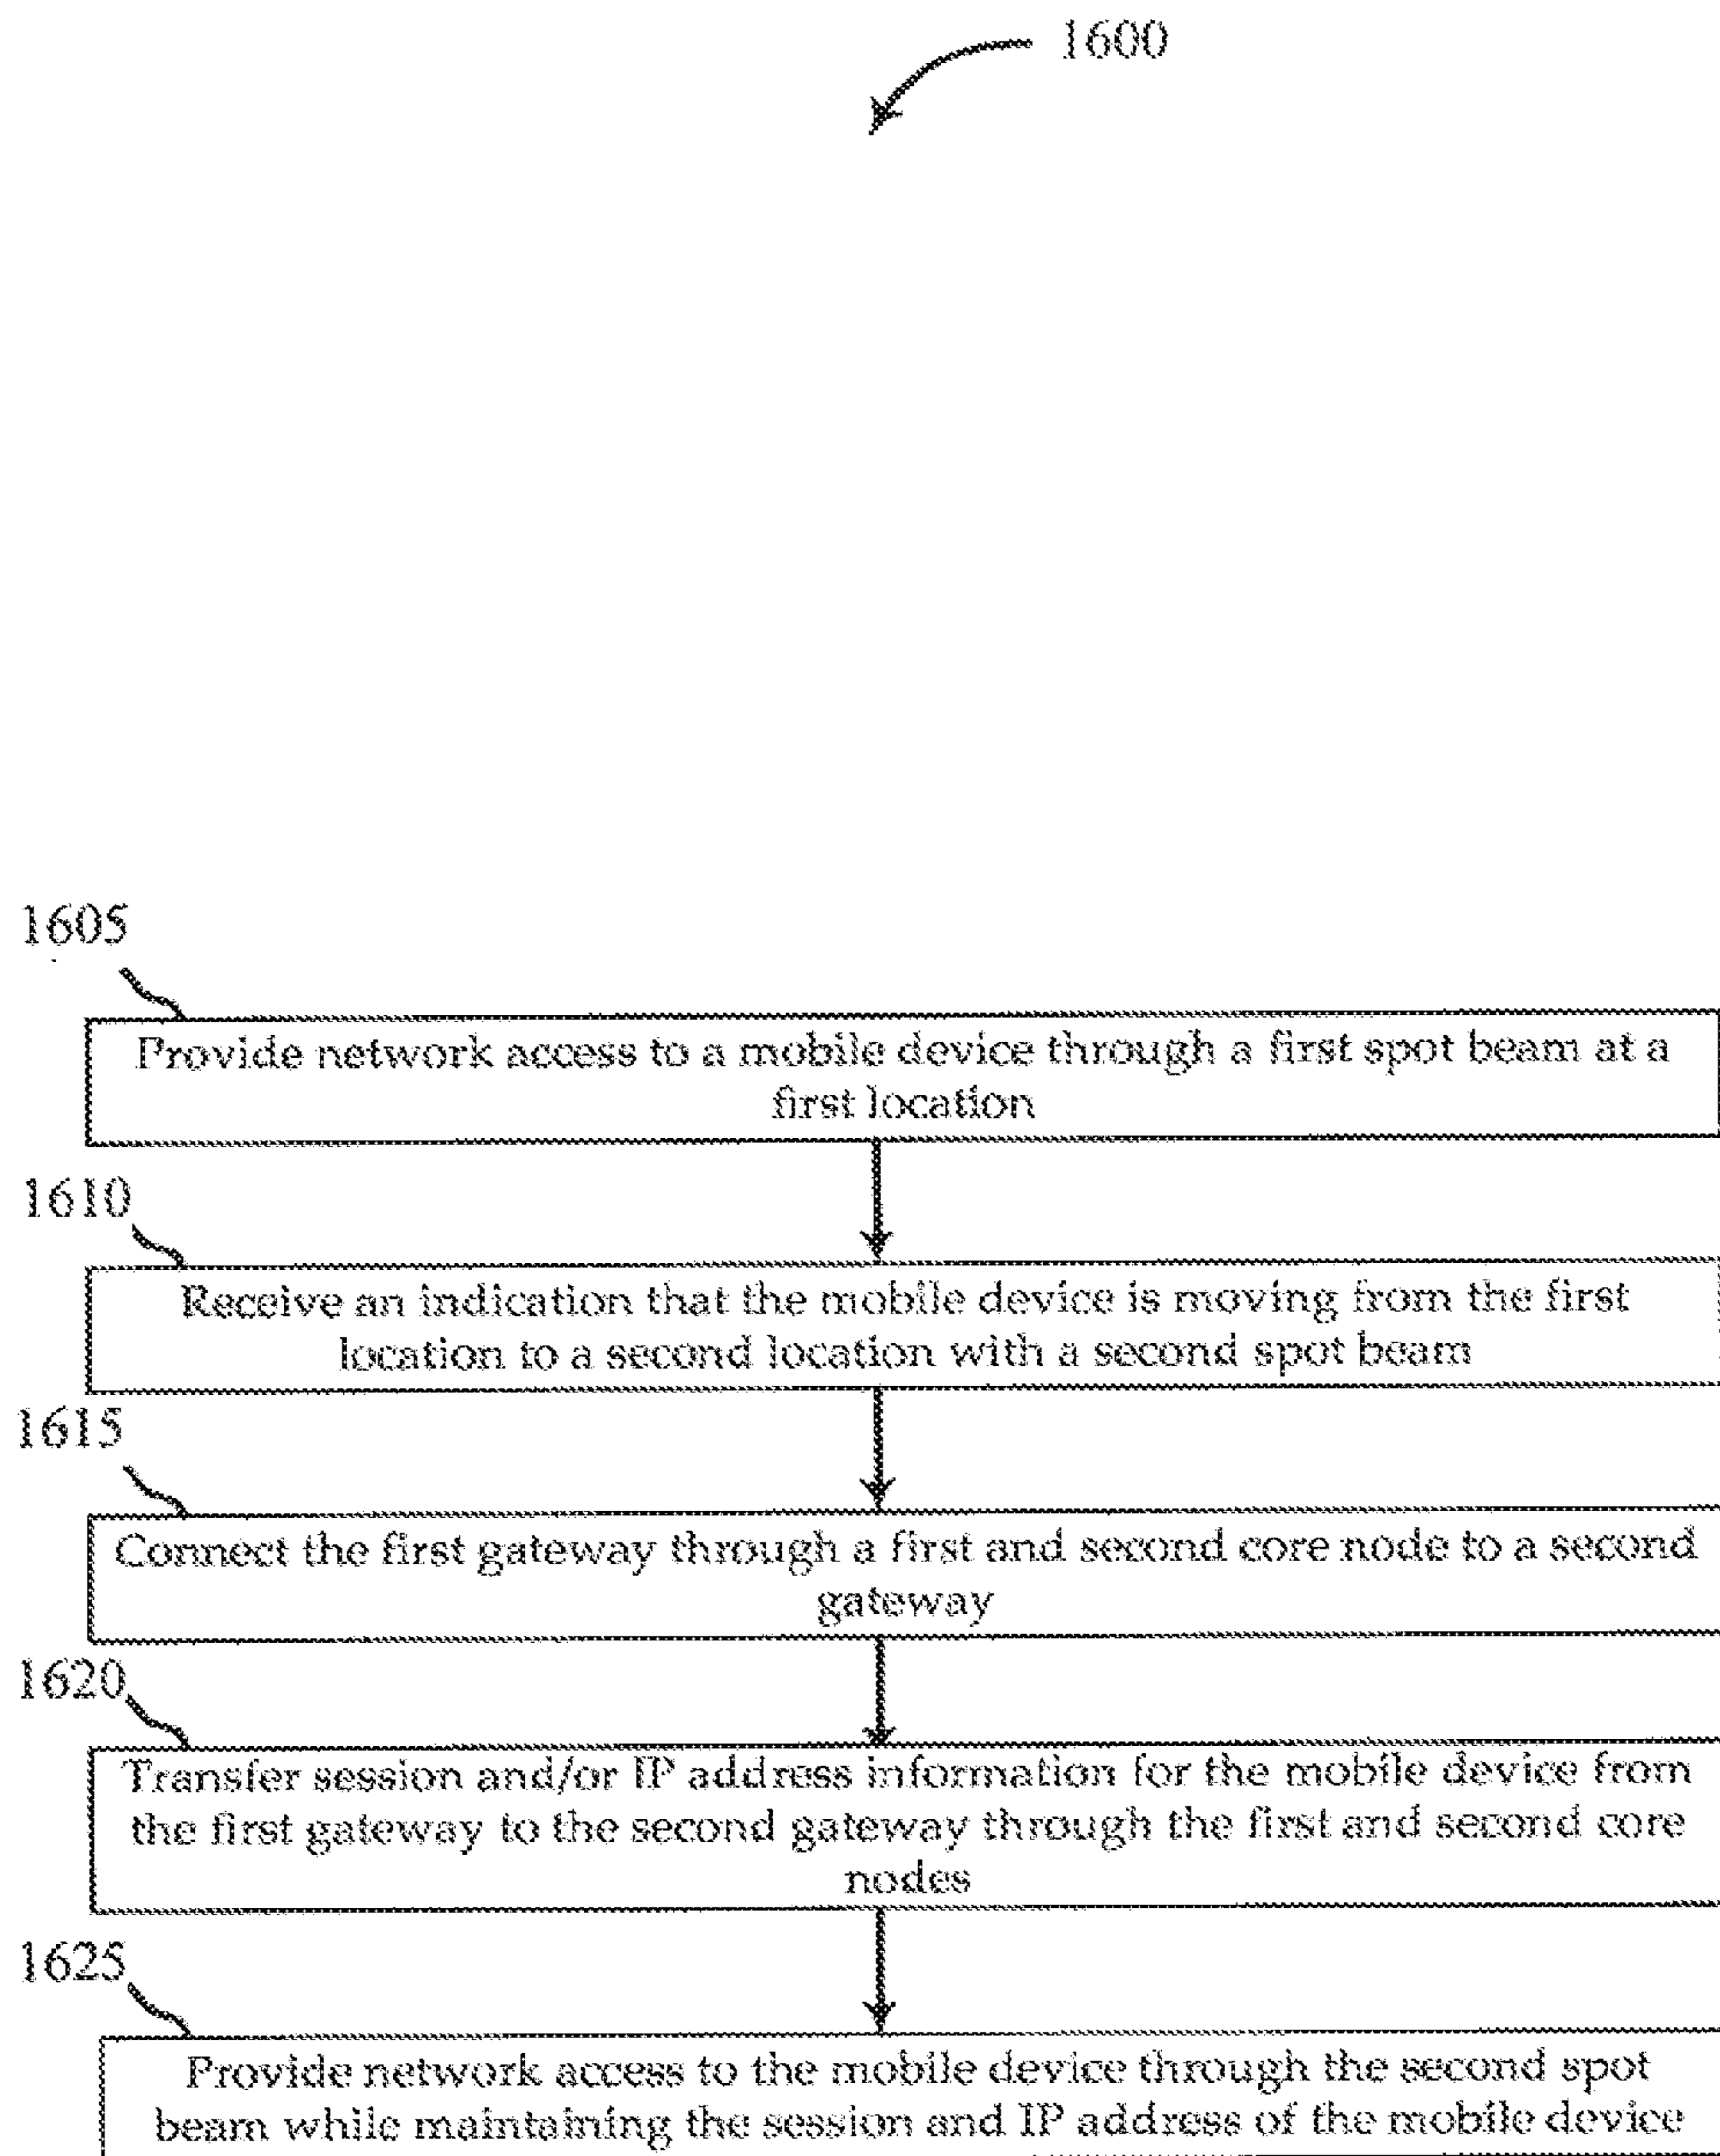 1600
1605
Provide network access to a mobile device through a first spot beam at a
first location
1610
Receive an indication that the mobile device is moving from the first
location to a second location with a second spot beam
1615
Connect the first gateway through a first and second core node to a second
gateway
1620
Transfer session and/or IP address information for the mobile device from
the first gateway to the second gateway through the first and second core
nodes
1625
Provide network access to the mobile device through the second spot
beam while maintaining the session and IP address of the mobile device